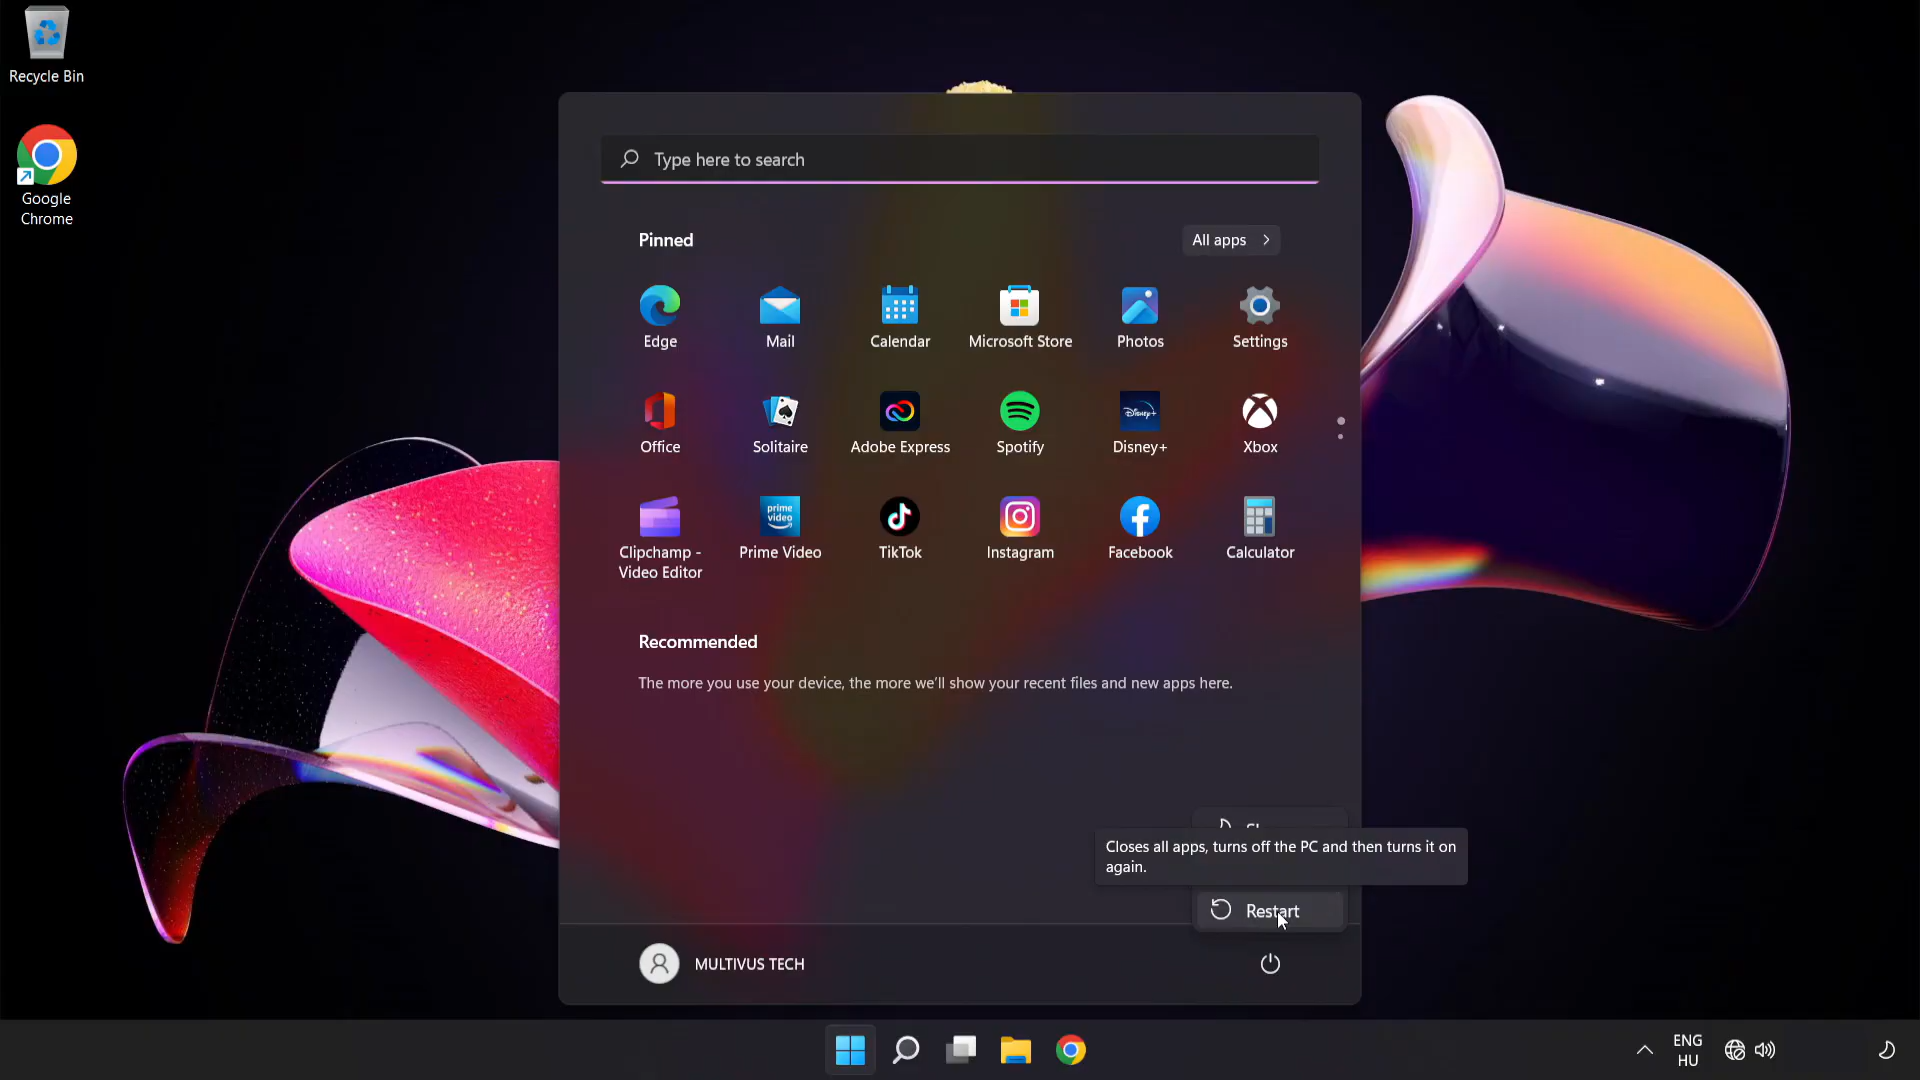 Recycle Bin
Google
Chrome
Type here to search
Pinned
All apps
Edge
Mail
Calendar
Microsoft Store
Photos
Settings
Office
Solitaire
Adobe Express
Spotify
Disney+
Disney+
Xbox
prime
video
Clipchamp -
Video Editor
Prime Video
TikTok
Instagram
Facebook
Calculator
Recommended
The more you use your device, the more we'll show your recent files and new apps here.
Closes all apps, turns off the PC and then turns it on
again.
Restart
MULTIVUS TECH
ENG
HU